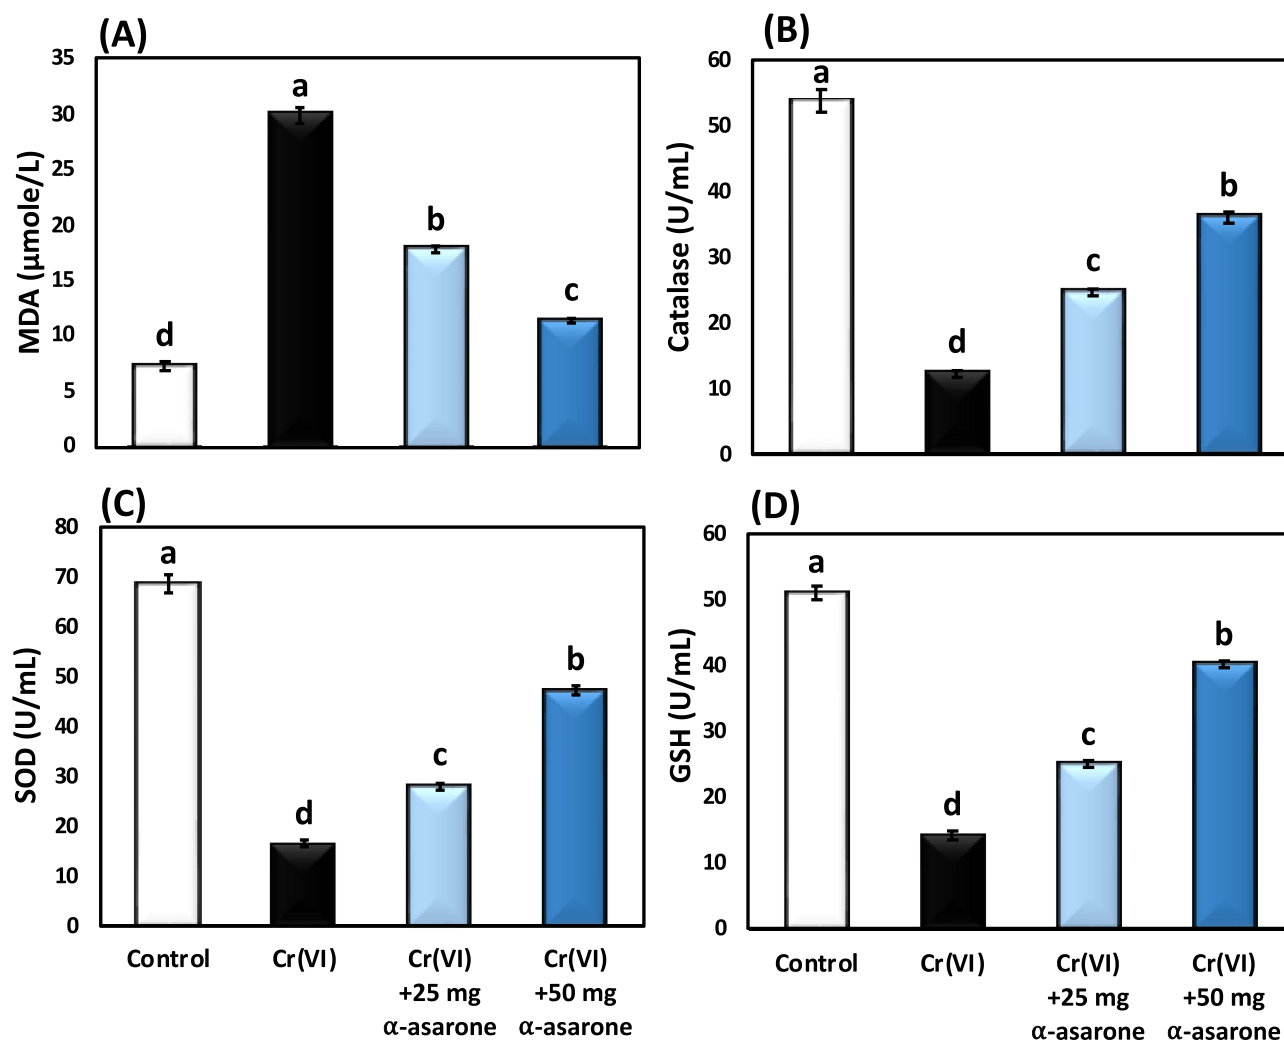 (A)
MDA (µmole/L)
35
30
25
20
15
10
5
0
d
a
b
c
(B)
Catalase (U/mL)
60
50
40
30
20
10
0
a
d
c
b
(C)
SOD (U/mL)
80
70
60
50
40
30
20
10
0
a
d
c
b
Control
Cr(VI)
Cr(VI)
+25 mg
α-asarone
Cr(VI)
+50 mg
α-asarone
(D)
GSH (U/mL)
60
50
40
30
20
10
0
a
d
c
b
Control
Cr(VI)
Cr(VI)
+25 mg
α-asarone
Cr(VI)
+50 mg
α-asarone